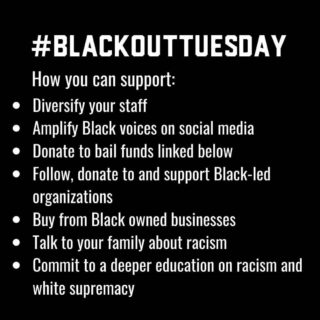 #BLACKOUTTUESDAY
How you can support:
• Diversify your staff
• Amplify Black voices on social media
• Donate to bail funds linked below
• Follow, donate to and support Black-led
organizations
• Buy from Black owned businesses
• Talk to your family about racism
• Commit to a deeper education on racism and
white supremacy